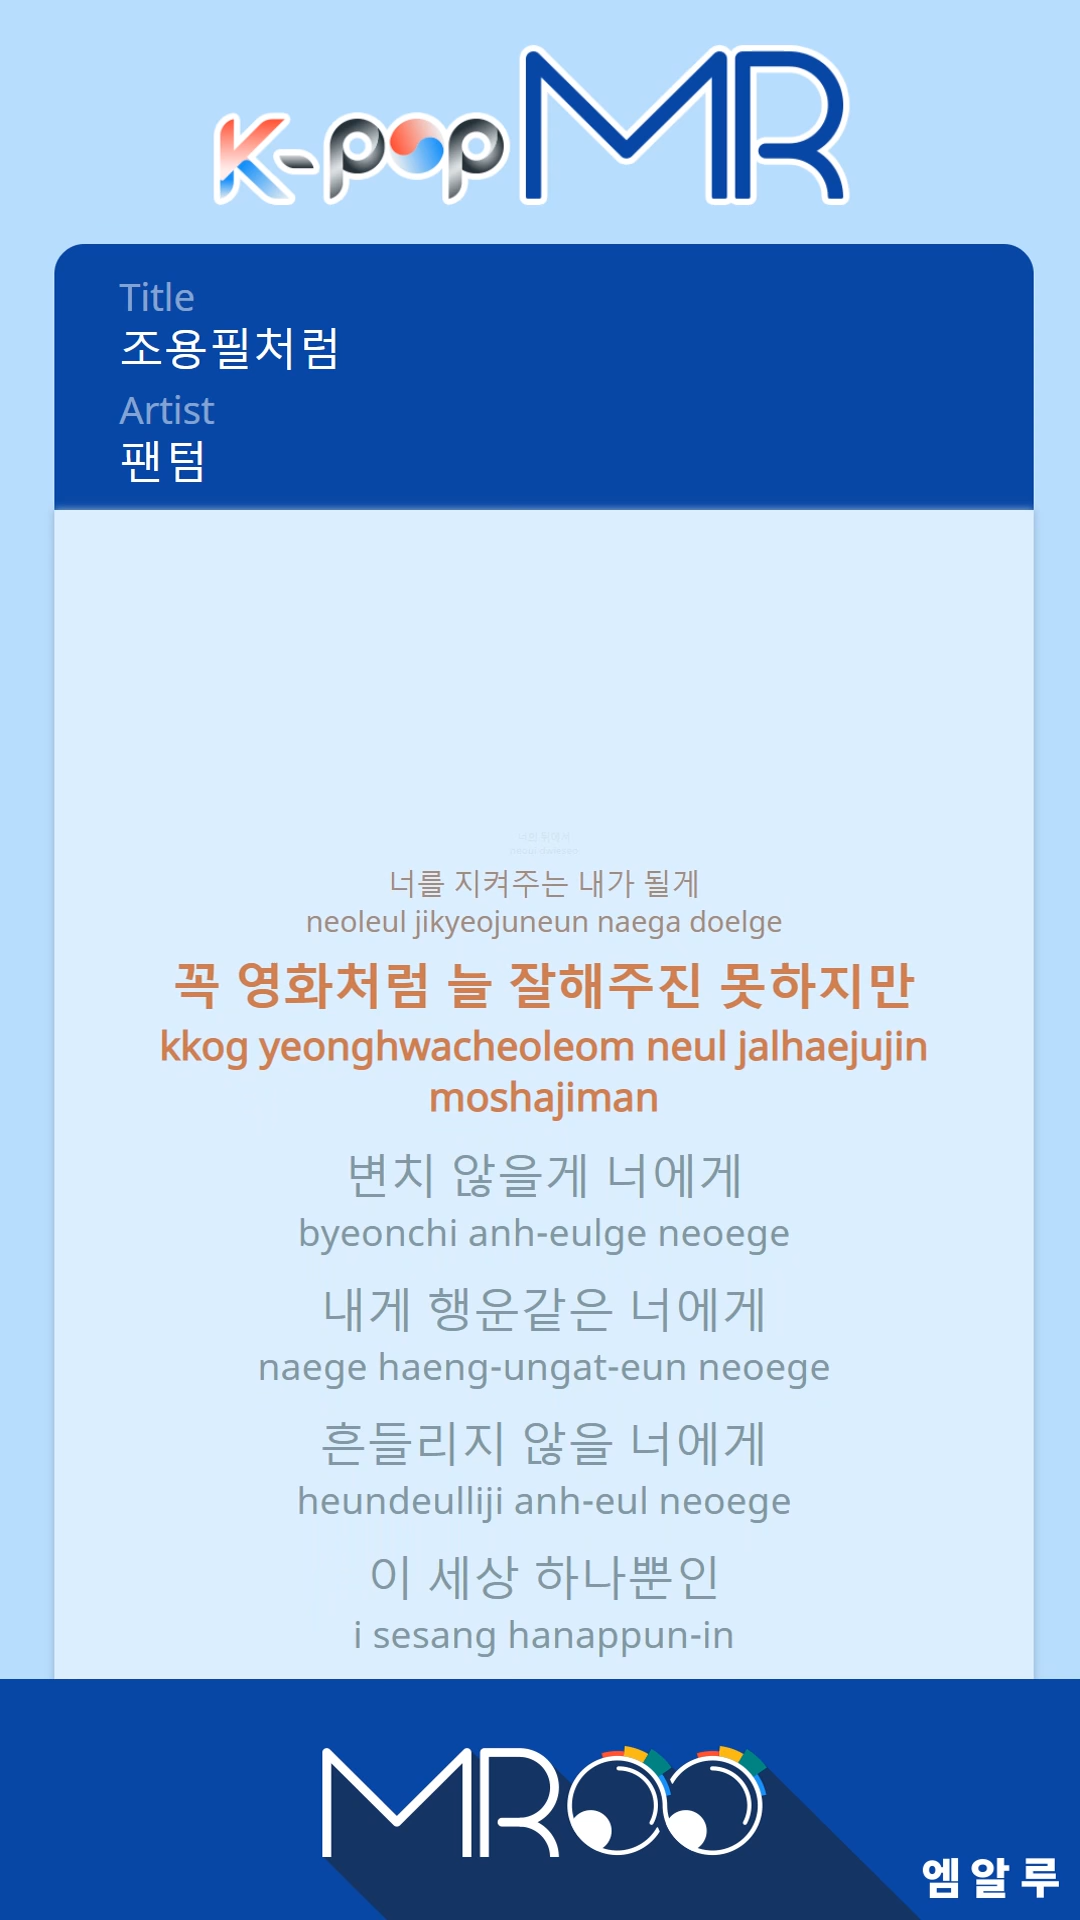 K-pop MR
Title
조용필처럼
Artist
팬텀
너를 지켜주는 내가 될게
neoleul jikyeojuneun naega doelge
꼭 영화처럼 늘 잘해주진 못하지만
kkog yeonghwacheoleom neul jalhaejujin
moshajiman
변치 않을게 너에게
byeonchi anh-eulge neoege
내게 행운같은 너에게
naege haeng-ungat-eun neoege
흔들리지 않을 너에게
heundeulliji anh-eul neoege
이 세상 하나뿐인
i sesang hanappun-in
MROO
엠알루